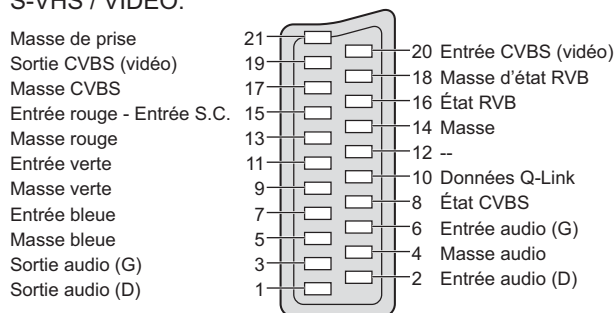 S-VHS / VIDEO.
Masse de prise 21
Sortie CVBS (vidéo) 19
Masse CVBS 17
Entrée rouge - Entrée S.C. 15
Masse rouge 13
Entrée verte 11
Masse verte 9
Entrée bleue 7
Masse bleue 5
Sortie audio (G) 3
Sortie audio (D) 1
20 Entrée CVBS (vidéo)
18 Masse d'état RVB
16 État RVB
14 Masse
12 --
10 Données Q-Link
8 État CVBS
6 Entrée audio (G)
4 Masse audio
2 Entrée audio (D)